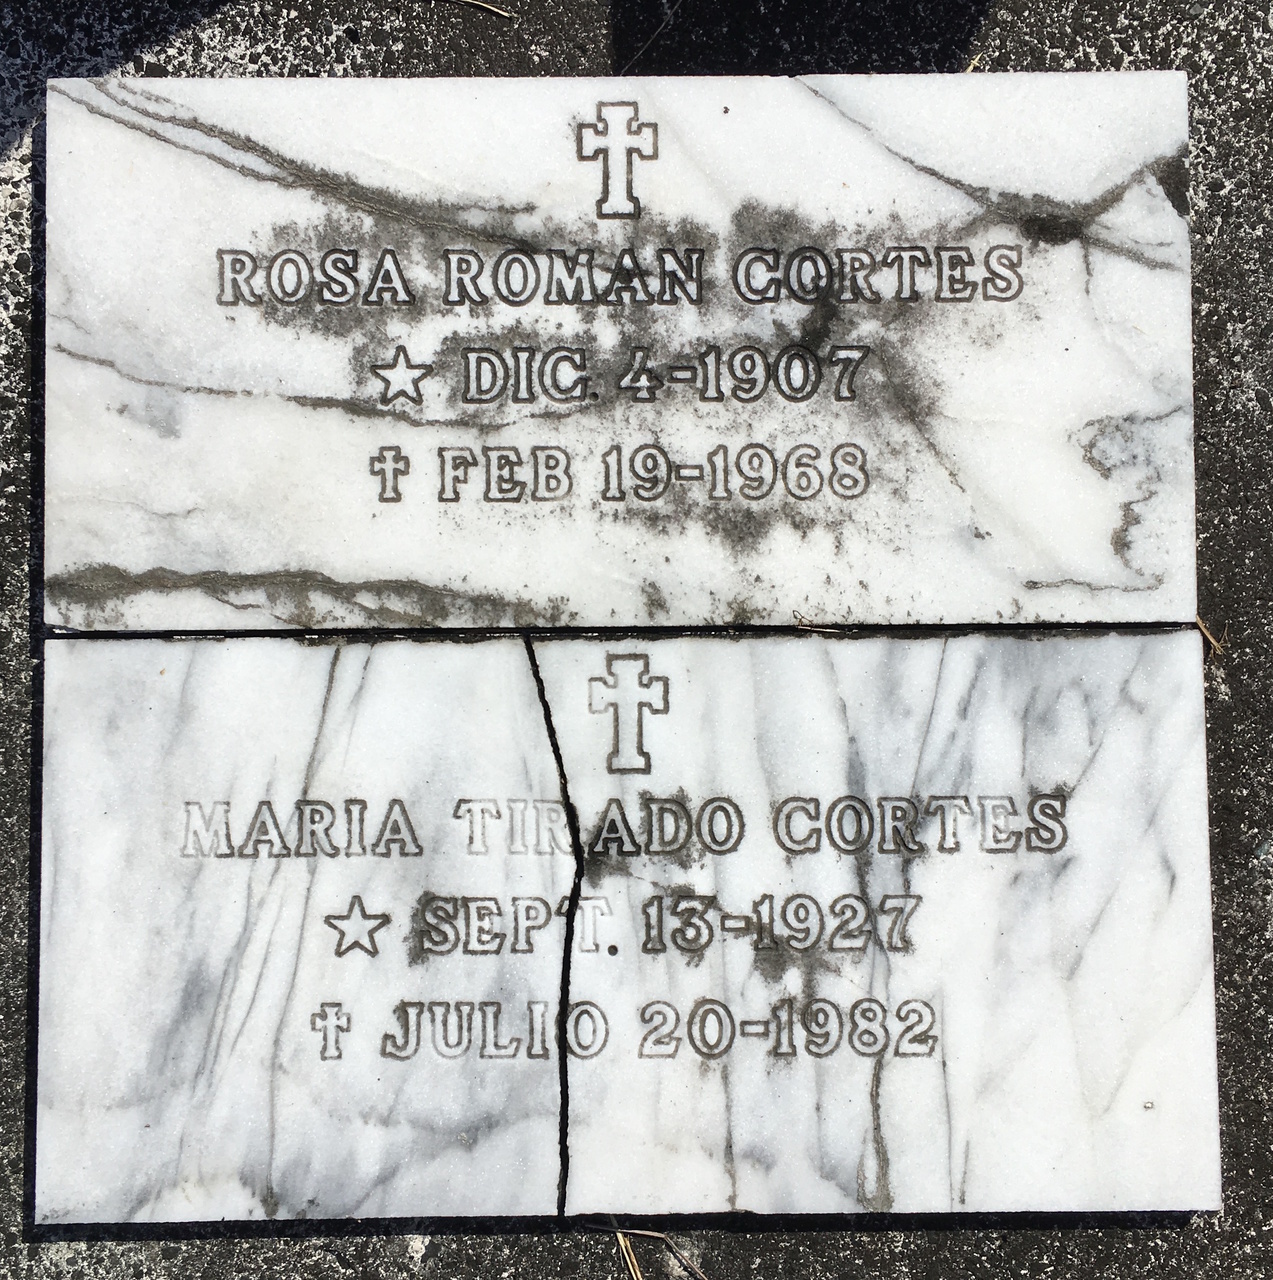 ROSA ROMAN CORTES
☆ DIC. 4-1907
✝ FEB 19-1968
MARIA TIRADO CORTES
☆ SEPT. 13-1927
✝ JULIO 20-1982